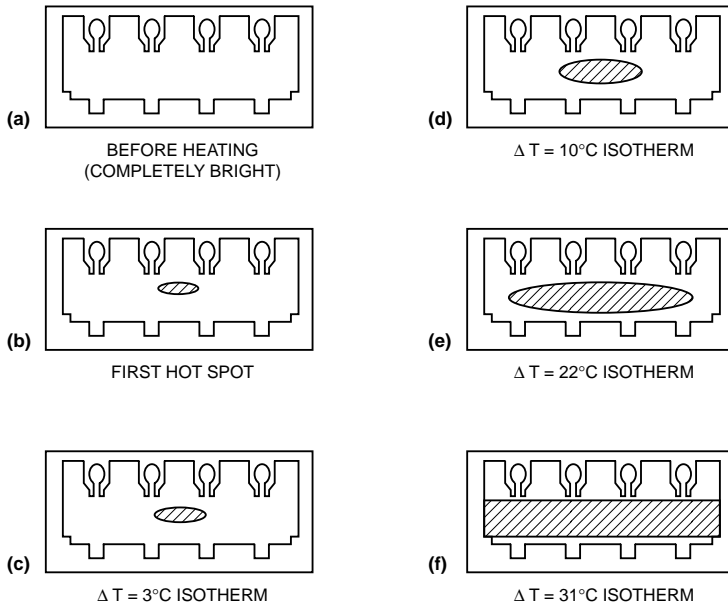 (a)
BEFORE HEATING
(COMPLETELY BRIGHT)
(b)
FIRST HOT SPOT
(c)
Δ T = 3°C ISOTHERM
(d)
Δ T = 10°C ISOTHERM
(e)
Δ T = 22°C ISOTHERM
(f)
Δ T = 31°C ISOTHERM